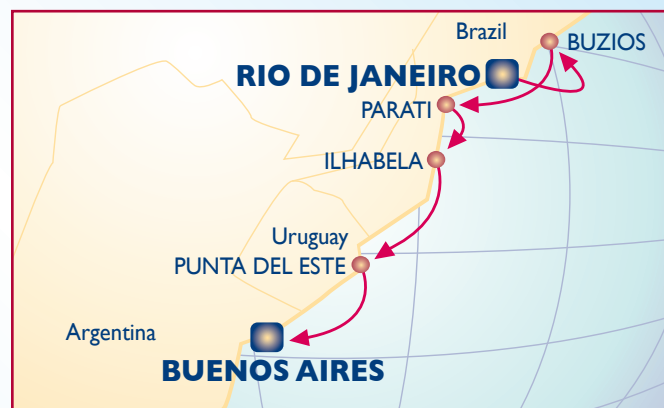 Brazil
BUZIOS
RIO DE JANEIRO
PARATI
ILHABELA
Uruguay
PUNTA DEL ESTE
Argentina
BUENOS AIRES